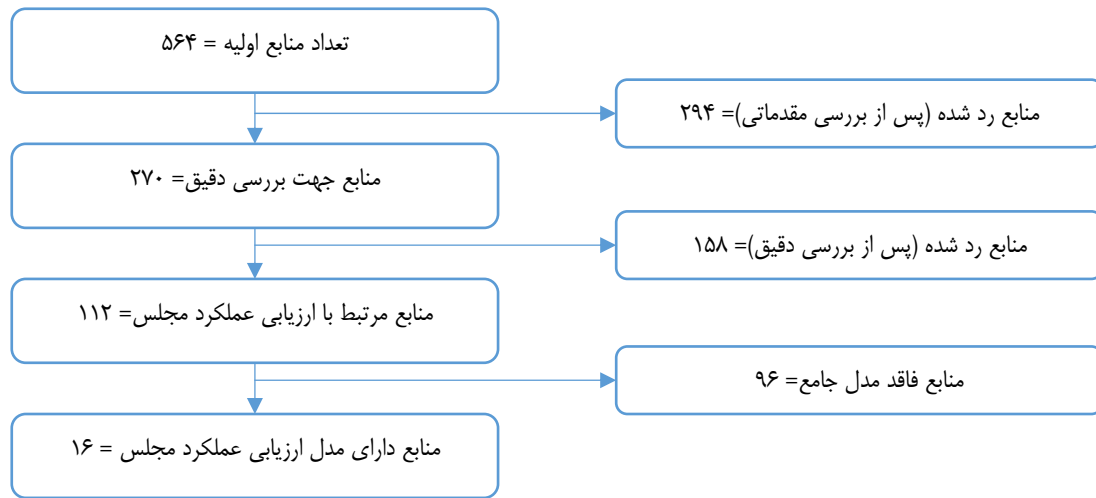 تعداد منابع اولیه = ۵۶۴
منابع رد شده (پس از بررسی مقدماتی)= ۲۹۴
منابع جهت بررسی دقیق= ۲۷۰
منابع رد شده (پس از بررسی دقیق)= ۱۵۸
منابع مرتبط با ارزیابی عملکرد مجلس= ۱۱۲
منابع فاقد مدل جامع= ۹۶
منابع دارای مدل ارزیابی عملکرد مجلس = ۱۶